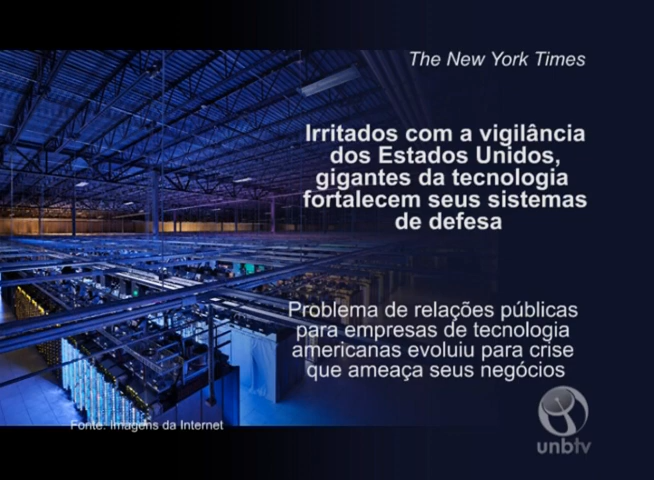 The New York Times
Irritados com a vigilância
dos Estados Unidos,
gigantes da tecnologia
fortalecem seus sistemas
de defesa
Problema de relações públicas
para empresas de tecnologia
americanas evoluiu para crise
que ameaça seus negócios
Fonte: Imagens da Internet
unbtv